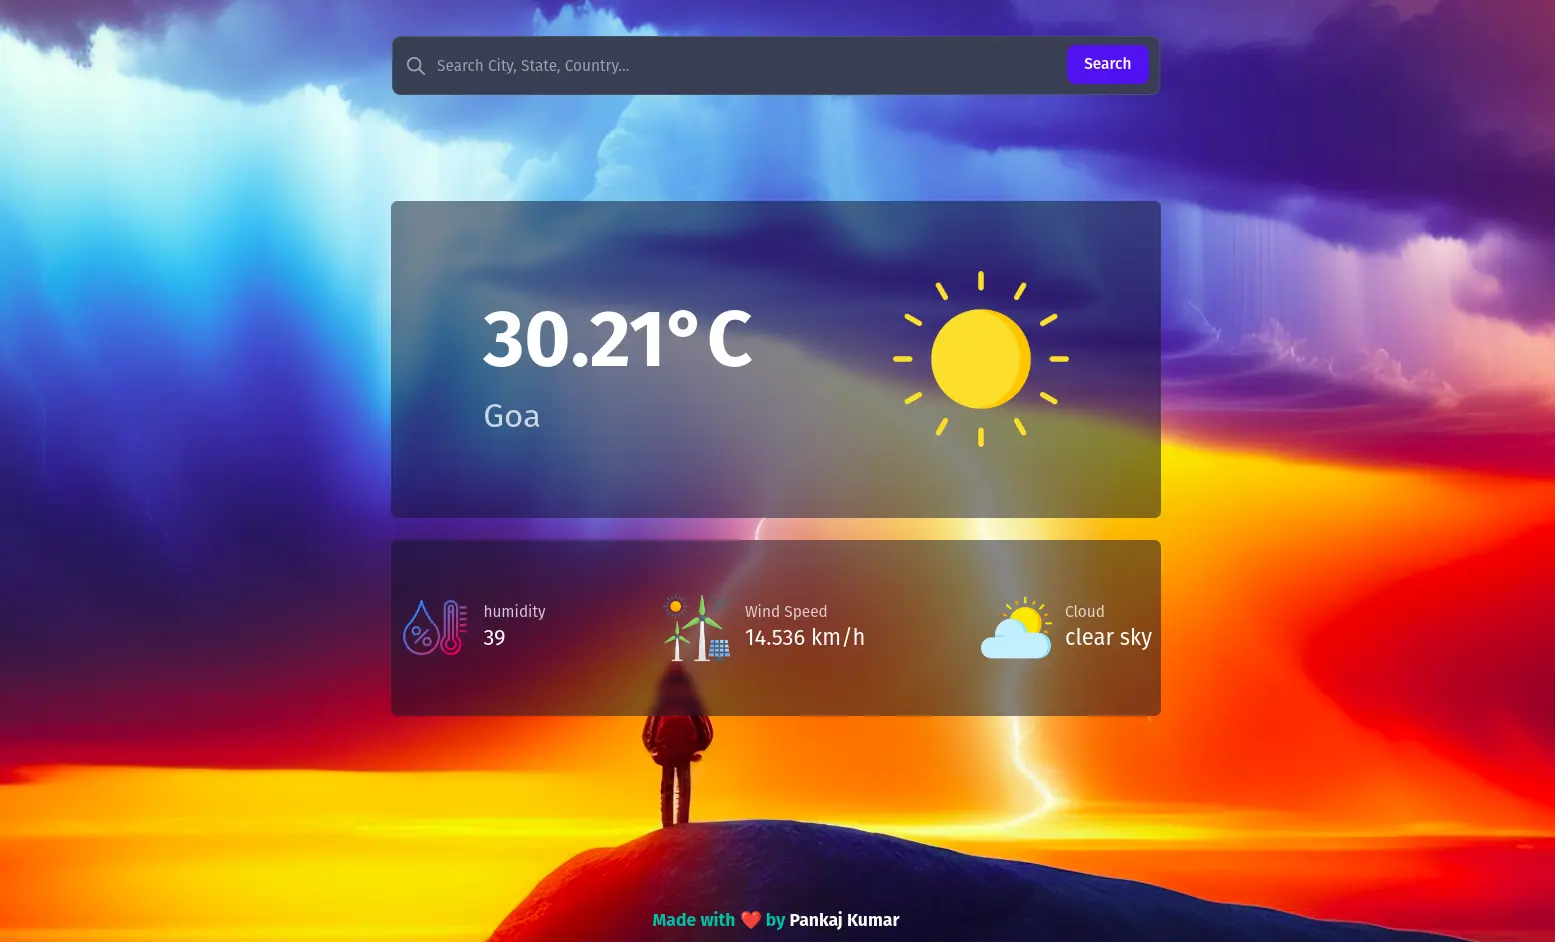 Search City, State, Country...
Search
30.21°C
Goa
humidity
39
Wind Speed
14.536 km/h
Cloud
clear sky
Made with ❤️ by Pankaj Kumar